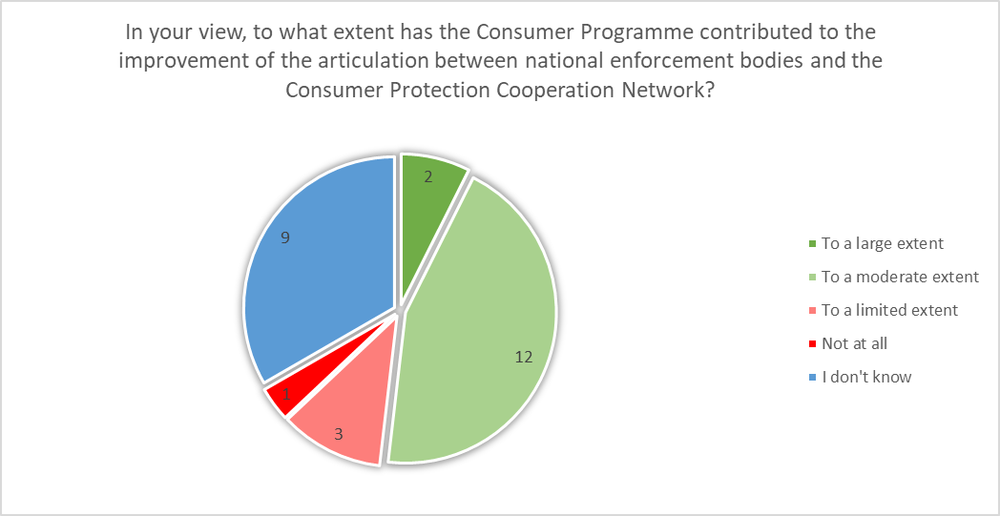 In your view, to what extent has the Consumer Programme contributed to the
improvement of the articulation between national enforcement bodies and the
Consumer Protection Cooperation Network?
2
9
12
1
3
To a large extent
To a moderate extent
To a limited extent
Not at all
I don't know